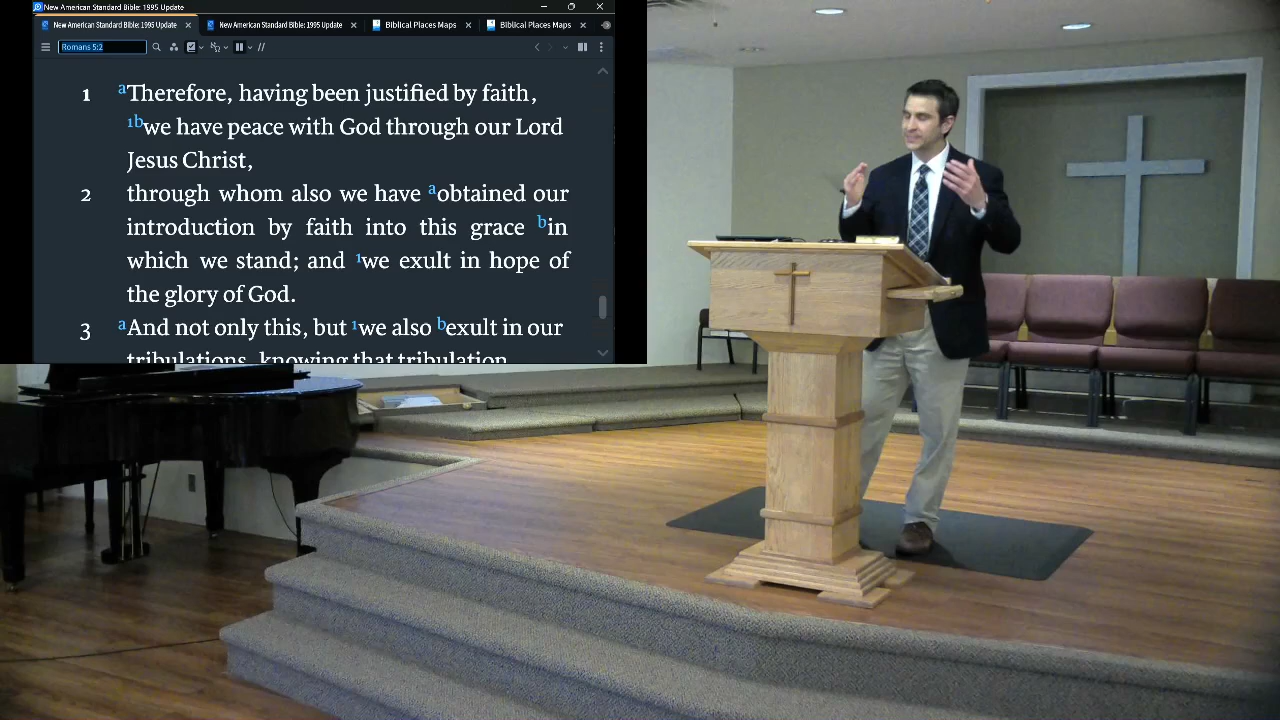 New American Standard Bible: 1995 Update
New American Standard Bible: 1995 Update
New American Standard Bible: 1995 Update
Biblical Places Maps
Biblical Places Maps
Romans 5:2
1 aTherefore, having been justified by faith,
1bwe have peace with God through our Lord
Jesus Christ,
2 through whom also we have aobtained our
introduction by faith into this grace bin
which we stand; and 1we exult in hope of
the glory of God.
3 aAnd not only this, but 1we also bexult in our
tribulations, knowing that tribulation